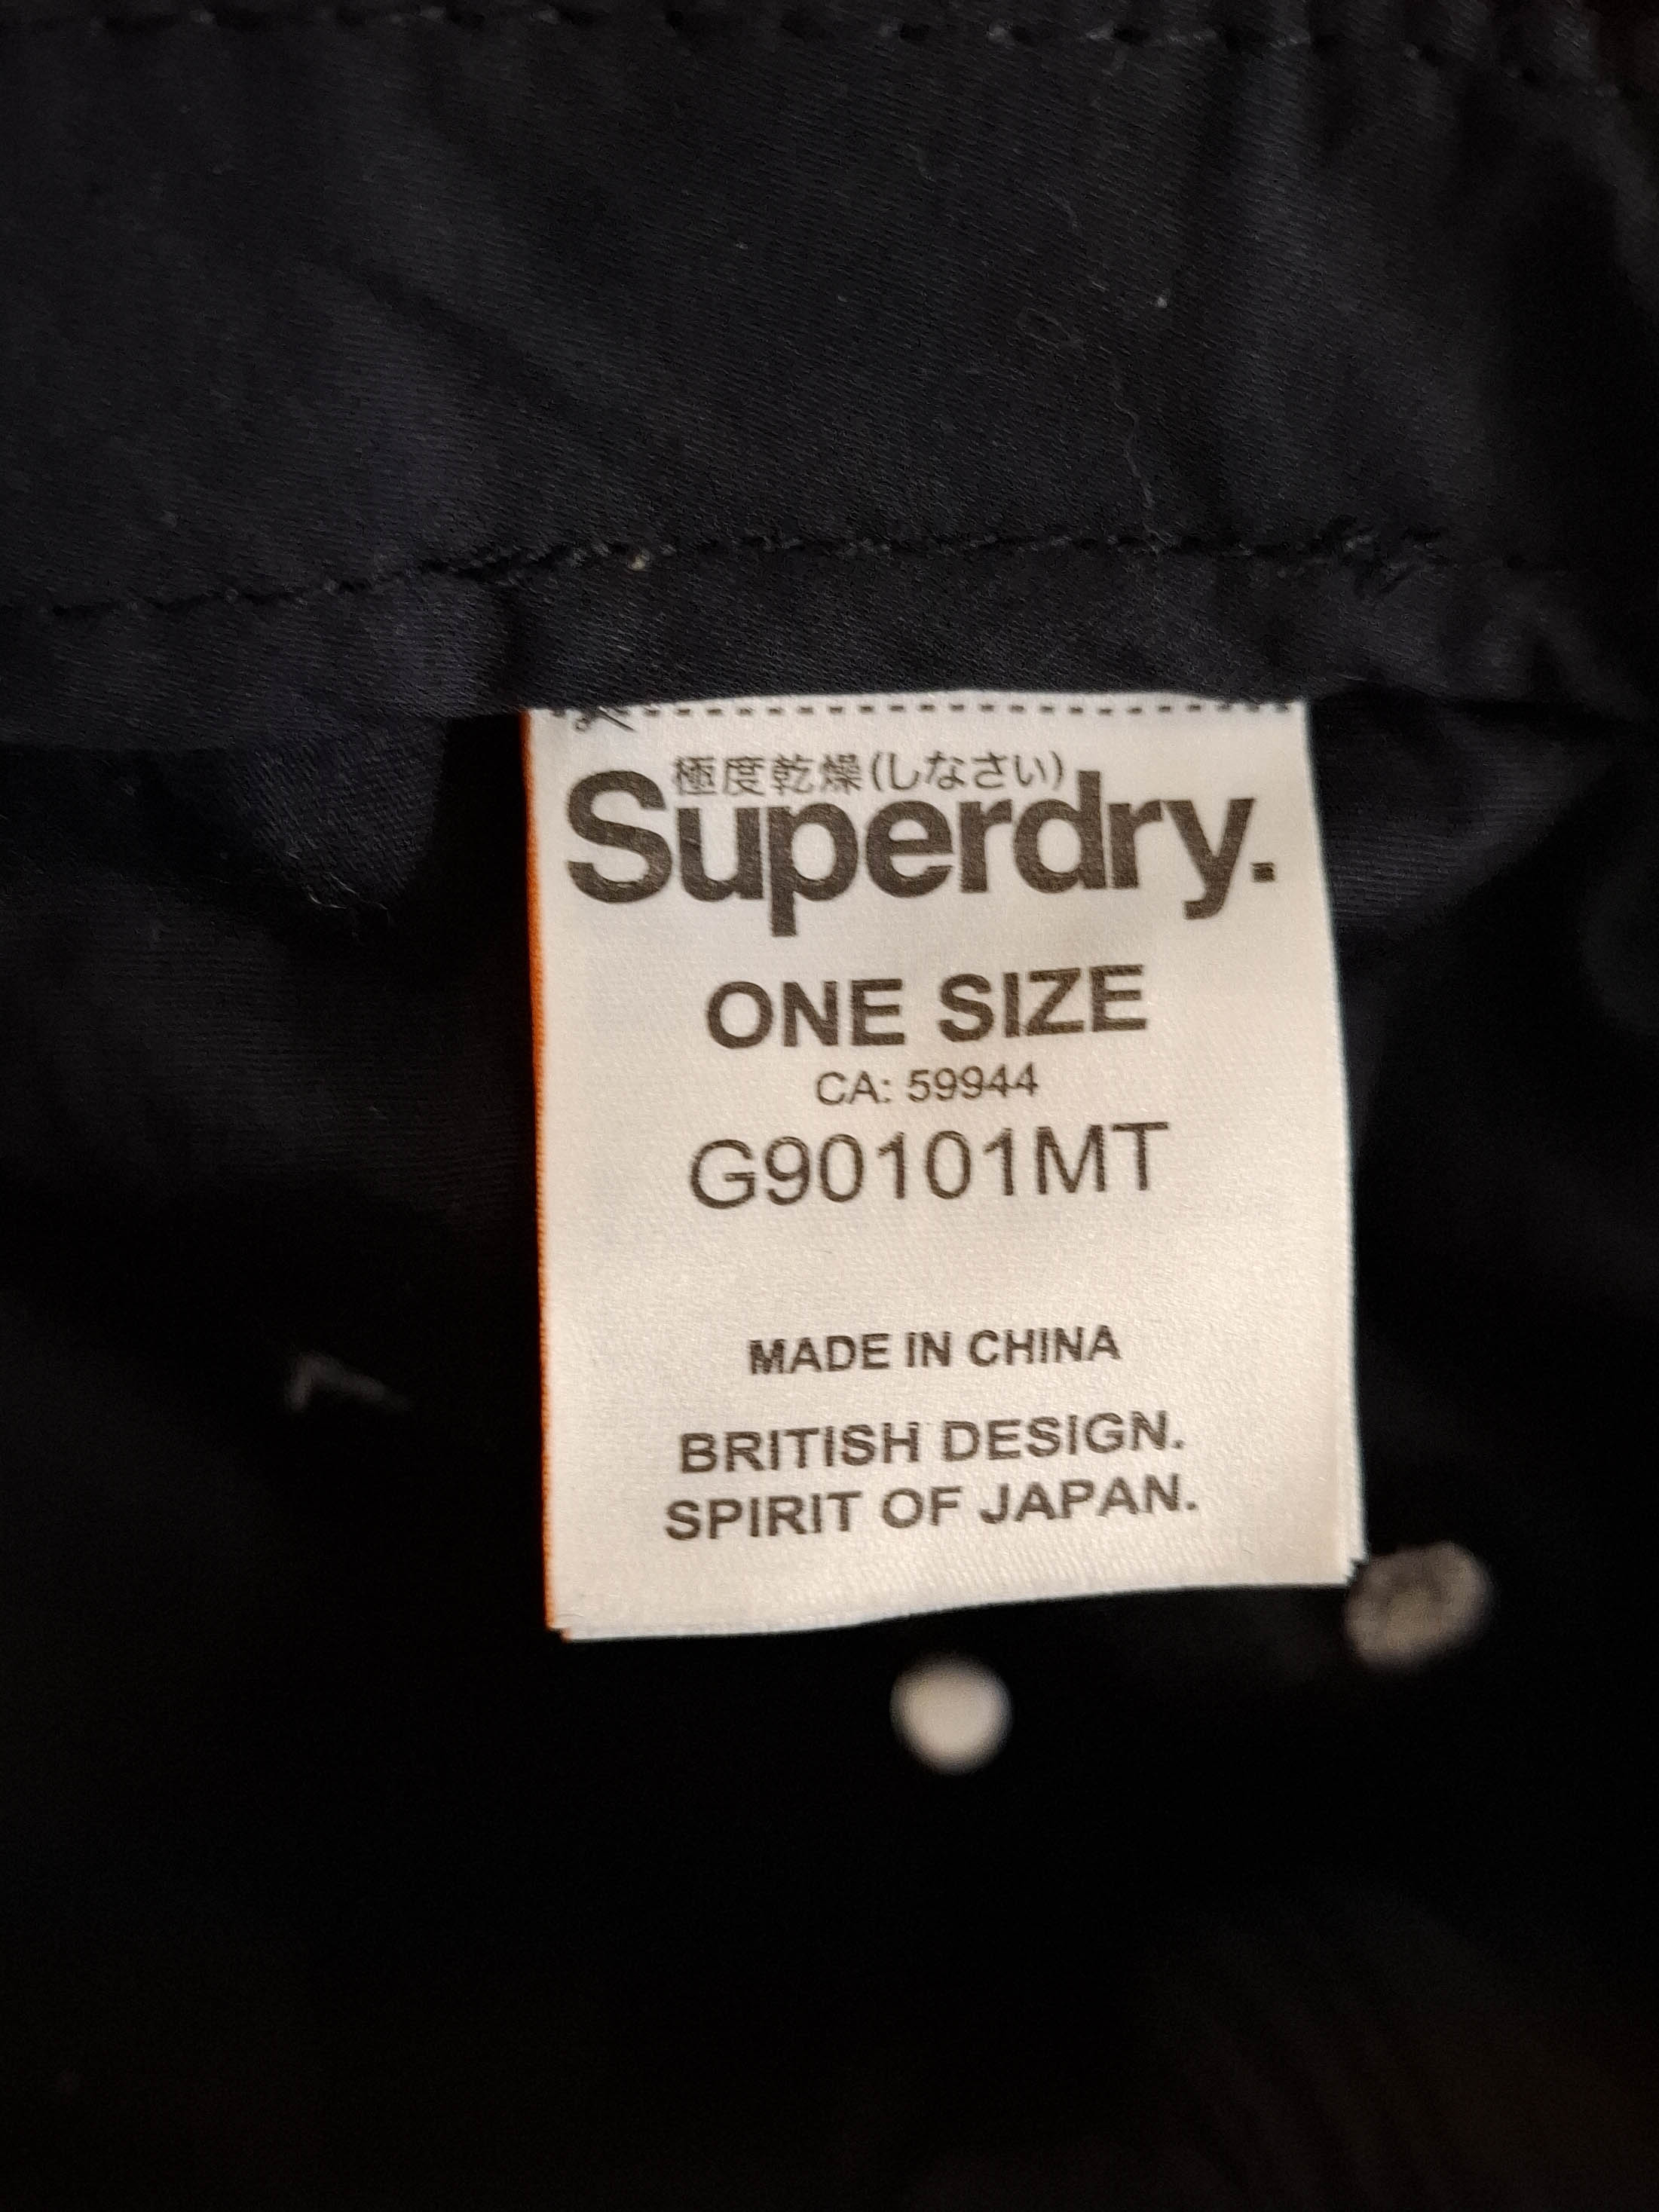 極度乾燥(しなさい)
Superdry.
ONE SIZE
CA: 59944
G90101MT
MADE IN CHINA
BRITISH DESIGN.
SPIRIT OF JAPAN.